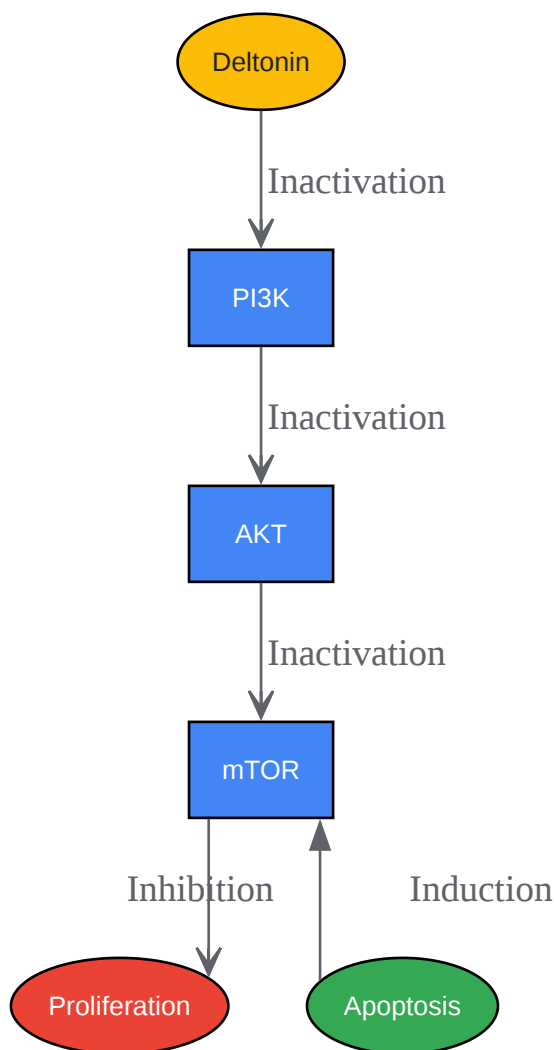 Deltonin
Inactivation
PI3K
Inactivation
AKT
Inactivation
mTOR
Inhibition
Induction
Proliferation
Apoptosis